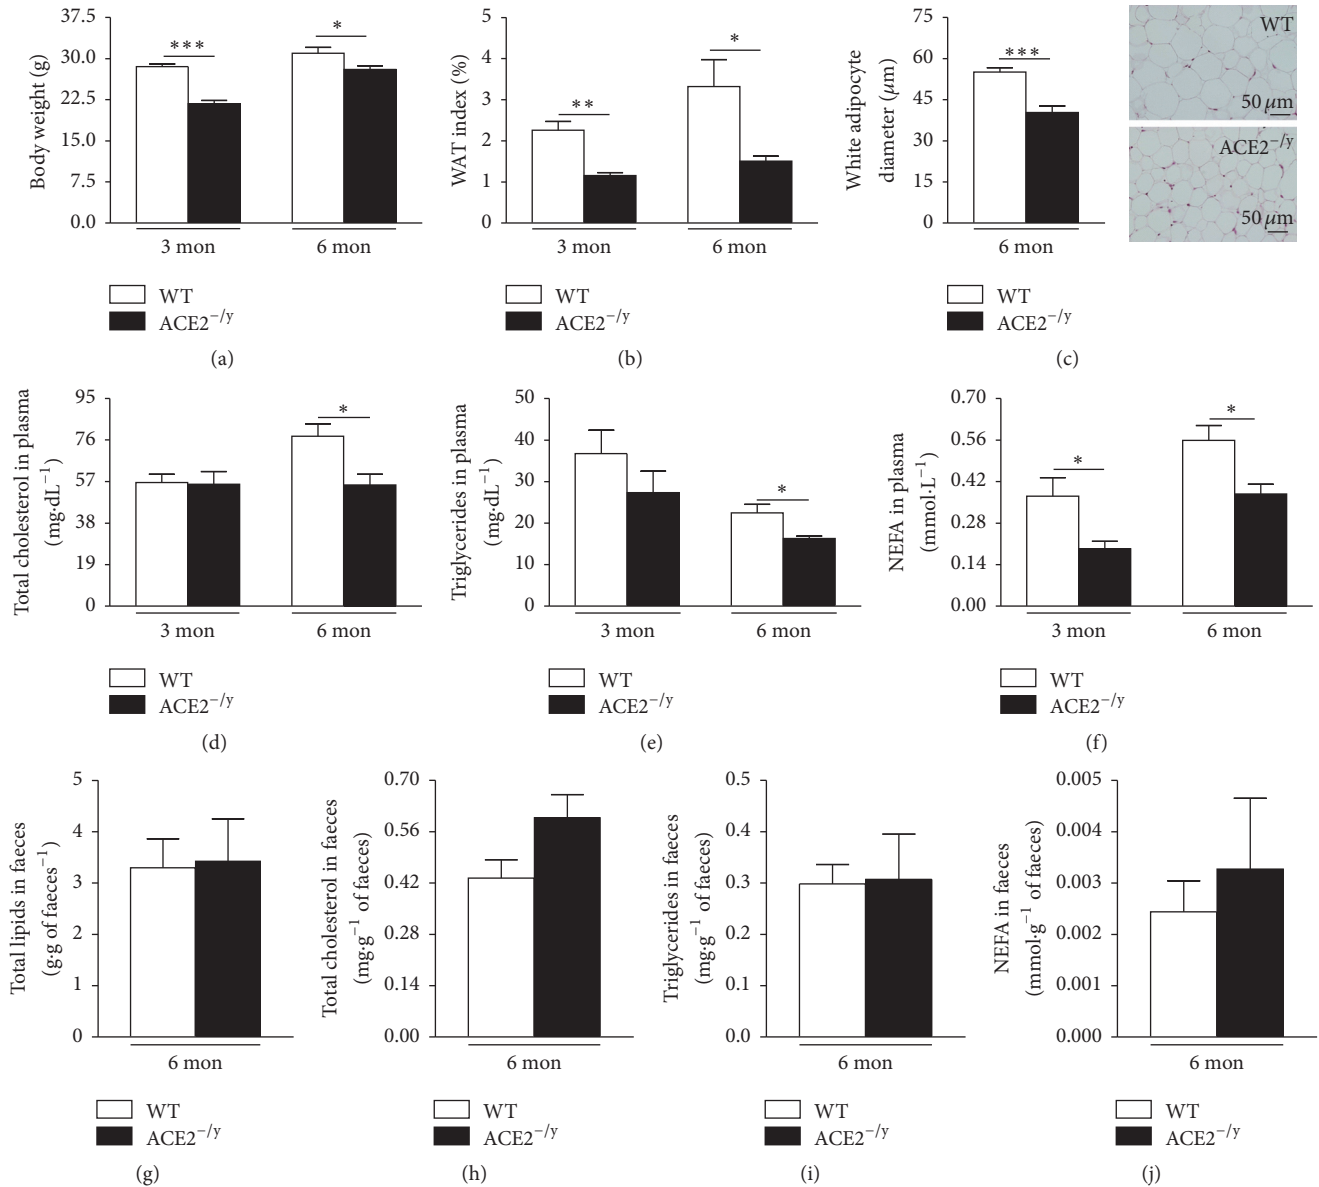 Body weight (g)
37.5
30.0
22.5
15.0
7.5
0.0
***
*
3 mon
6 mon
WT
ACE2−/y
(a)
WAT index (%)
5
4
3
2
1
0
**
*
3 mon
6 mon
WT
ACE2−/y
(b)
White adipocyte
diameter (μm)
75
60
45
30
15
0
***
6 mon
WT
ACE2−/y
(c)
WT
50 μm
ACE2−/y
50 μm
Total cholesterol in plasma
(mg·dL−1)
95
76
57
38
19
0
*
3 mon
6 mon
WT
ACE2−/y
(d)
Triglycerides in plasma
(mg·dL−1)
50
40
30
20
10
0
*
3 mon
6 mon
WT
ACE2−/y
(e)
NEFA in plasma
(mmol·L−1)
0.70
0.56
0.42
0.28
0.14
0.00
*
*
3 mon
6 mon
WT
ACE2−/y
(f)
Total lipids in faeces
(g·g of faeces−1)
5
4
3
2
1
0
6 mon
WT
ACE2−/y
(g)
Total cholesterol in faeces
(mg·g−1 of faeces)
0.70
0.56
0.42
0.28
0.14
0.00
6 mon
WT
ACE2−/y
(h)
Triglycerides in faeces
(mg·g−1 of faeces)
0.5
0.4
0.3
0.2
0.1
0.0
6 mon
WT
ACE2−/y
(i)
NEFA in faeces
(mmol·g−1 of faeces)
0.005
0.004
0.003
0.002
0.001
0.000
6 mon
WT
ACE2−/y
(j)